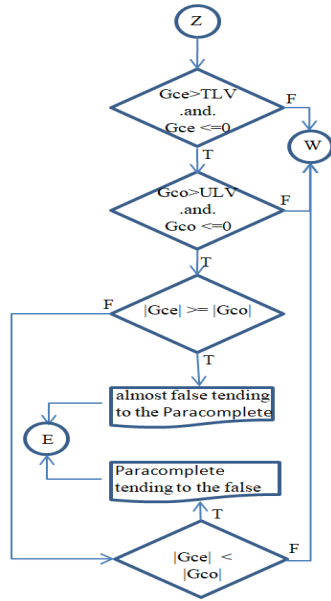 Z
Gce>TLV
.and.
Gce <=0
F
W
T
Gco>ULV
.and.
Gco <=0
F
T
F
|Gce| >= |Gco|
T
almost false tending
to the Paracomplete
E
Paracomplete
tending to the false
T
|Gce| <
|Gco|
F